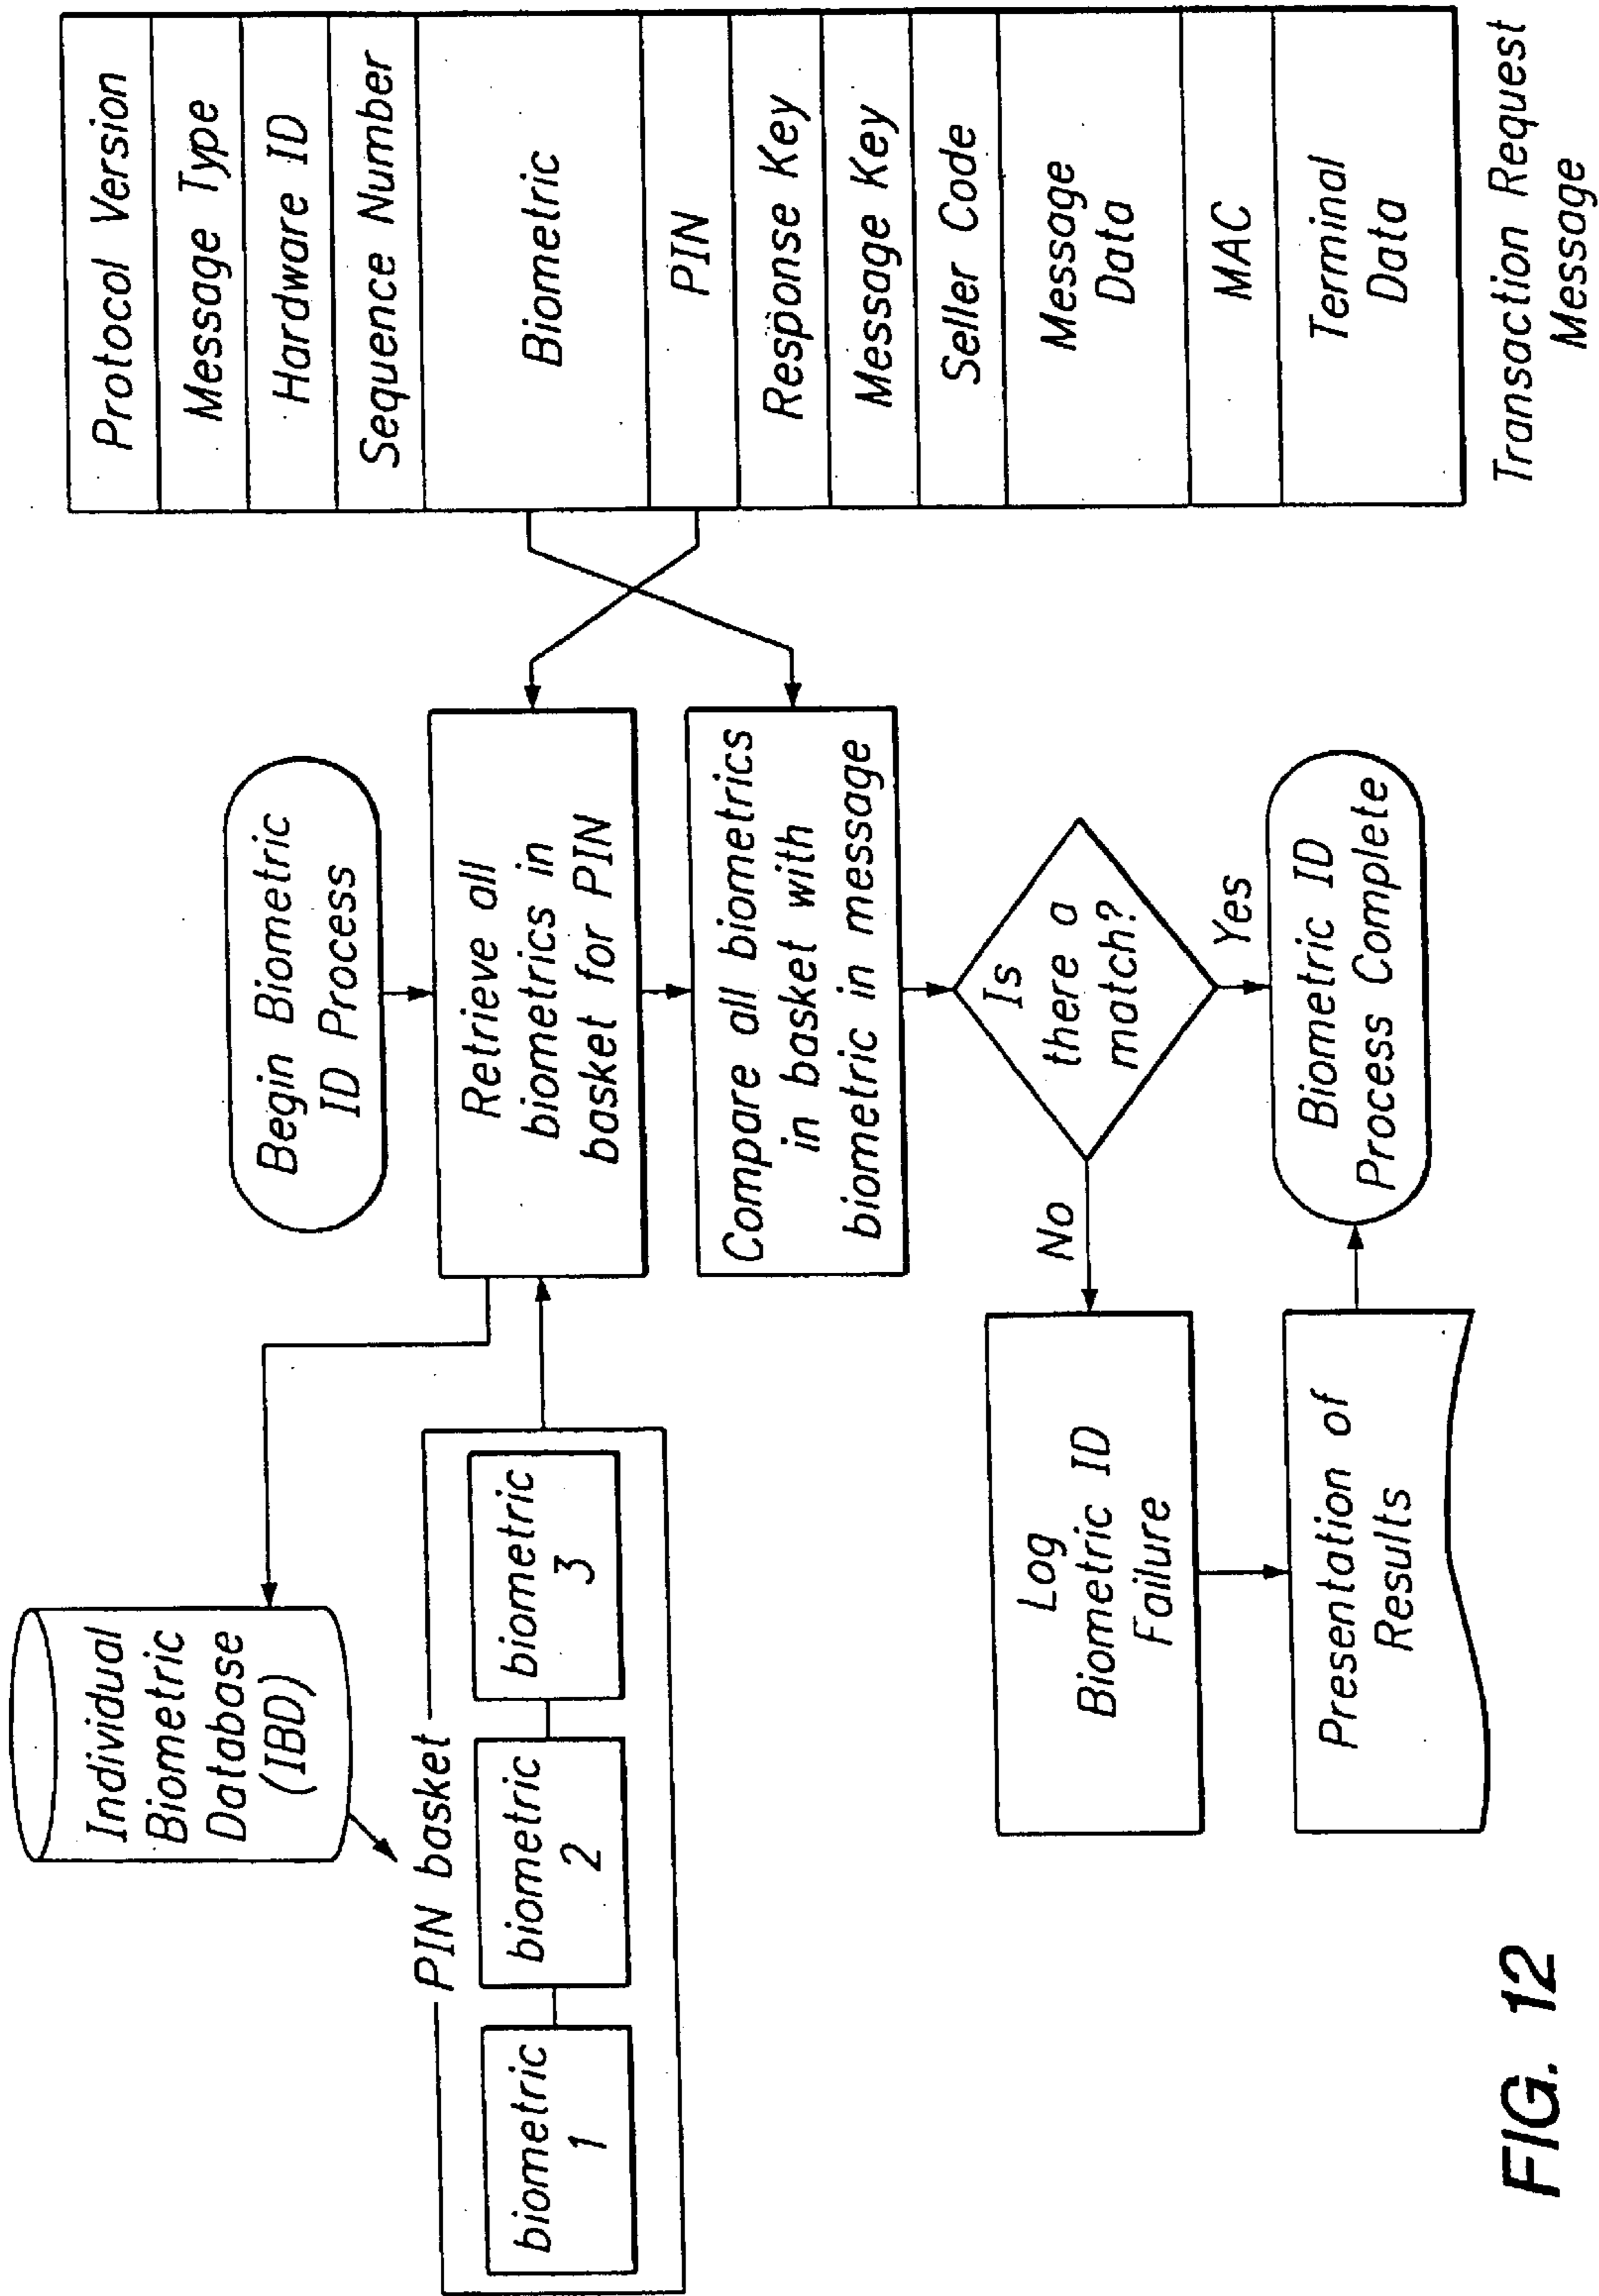 Individual
Biometric
Database
(IBD)
PIN basket
biometric
1
biometric
2
biometric
3
Begin Biometric
ID Process
Retrieve all
biometrics in
basket for PIN
Compare all biometrics
in basket with
biometric in message
Is
there a
match?
No
Yes
Log
Biometric ID
Failure
Presentation of
Results
Biometric ID
Process Complete
Protocol Version
Message Type
Hardware ID
Sequence Number
Biometric
PIN
Response Key
Message Key
Seller Code
Message
Data
MAC
Terminal
Data
Transaction Request
Message
FIG. 12